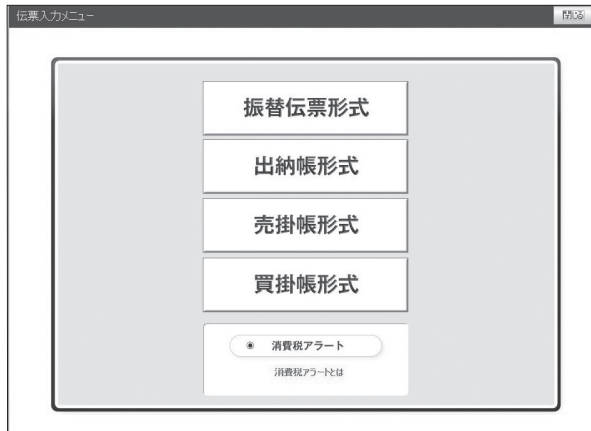 伝票入力メニュー
閉じる
振替伝票形式
出納帳形式
売掛帳形式
買掛帳形式
消費税アラート
消費税アラートとは